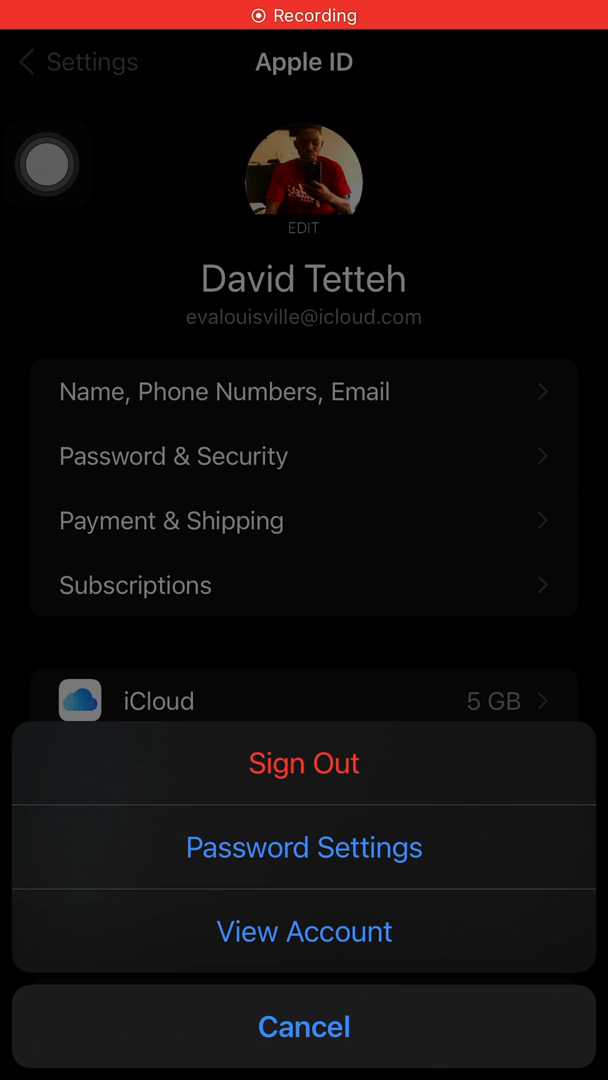 Recording
Settings
Apple ID
EDIT
David Tetteh
evalouisville@icloud.com
Name, Phone Numbers, Email
Password & Security
Payment & Shipping
Subscriptions
iCloud
5 GB
Sign Out
Password Settings
View Account
Cancel